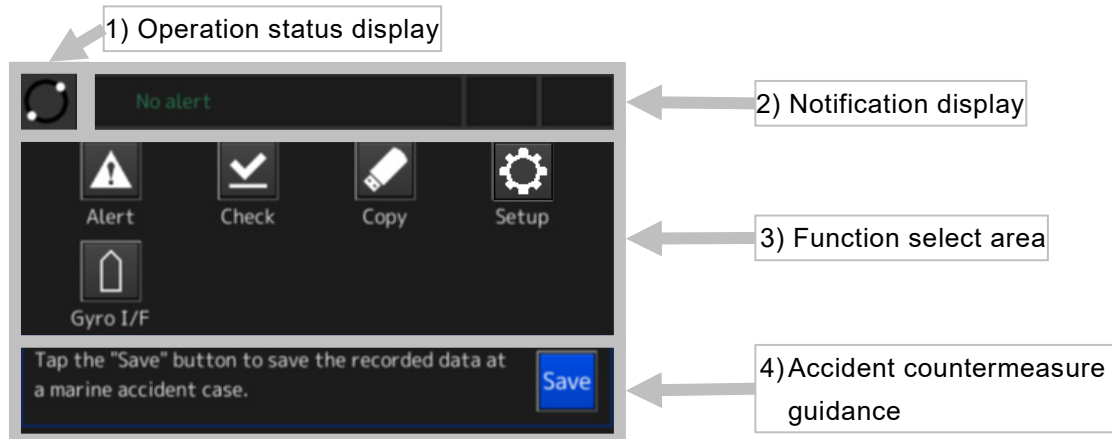 1) Operation status display
No alert
2) Notification display
Alert
Check
Copy
Setup
3) Function select area
Gyro I/F
Tap the "Save" button to save the recorded data at
a marine accident case.
Save
4) Accident countermeasure
guidance